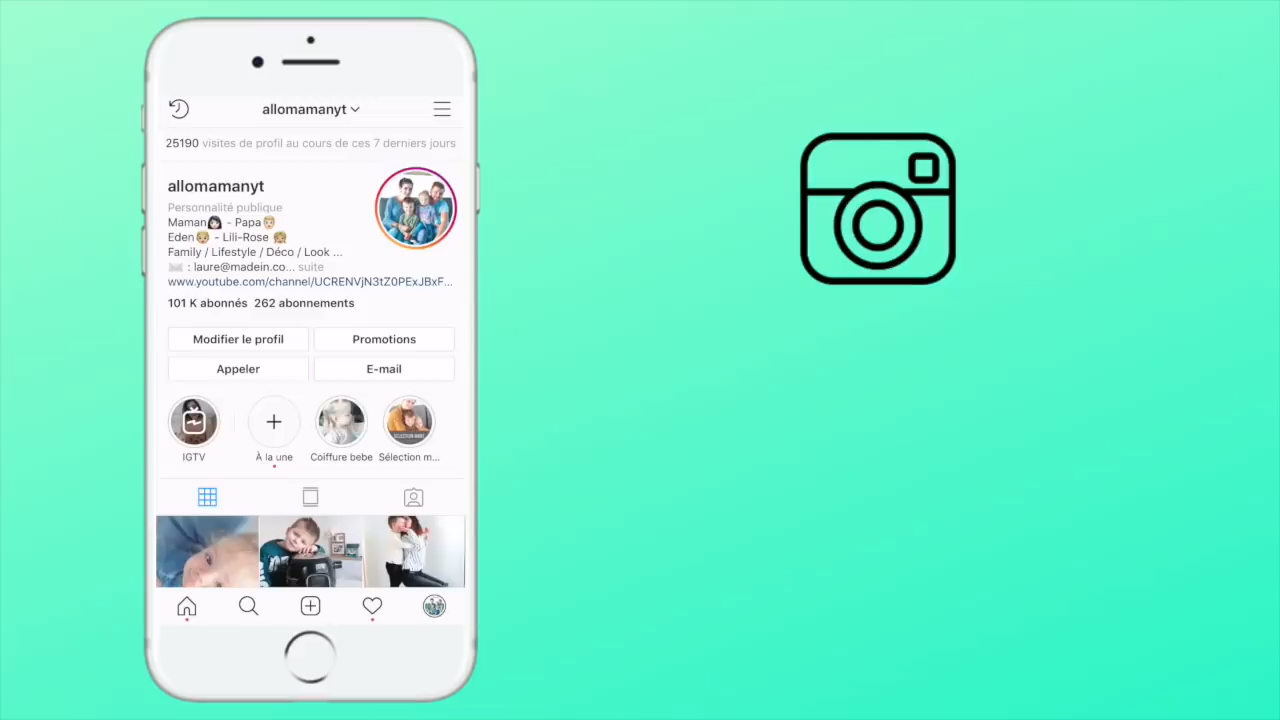 allomamanyt
25190 visites de profil au cours de ces 7 derniers jours
allomamanyt
Personnalité publique
Maman👩🏻 - Papa👨🏼
Eden👦🏼 - Lili-Rose 👧🏼
Family / Lifestyle / Déco / Look ...
✉️ : laure@madein.co... suite
www.youtube.com/channel/UCRENVjN3tZ0PExJBxF...
101 K abonnés 262 abonnements
Modifier le profil Promotions
Appeler E-mail
SÉLECTION MODE
IGTV À la une Coiffure bebe Sélection m...